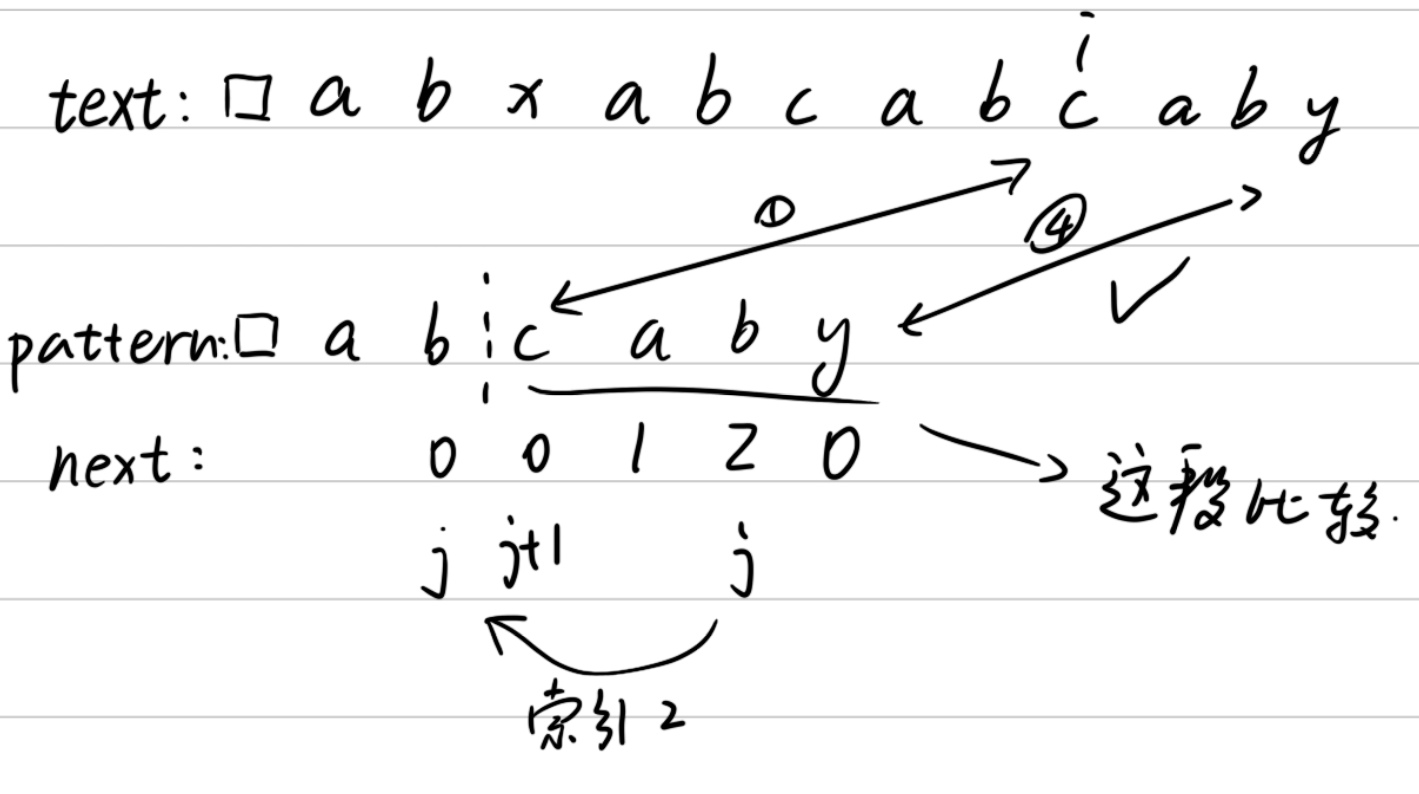 i
text: □ a b x a b c a b c a b y
① ④ ✓
pattern: □ a b ¦ c a b y
next: 0 0 1 2 0
这段比较.
j j+1 j
索引 2